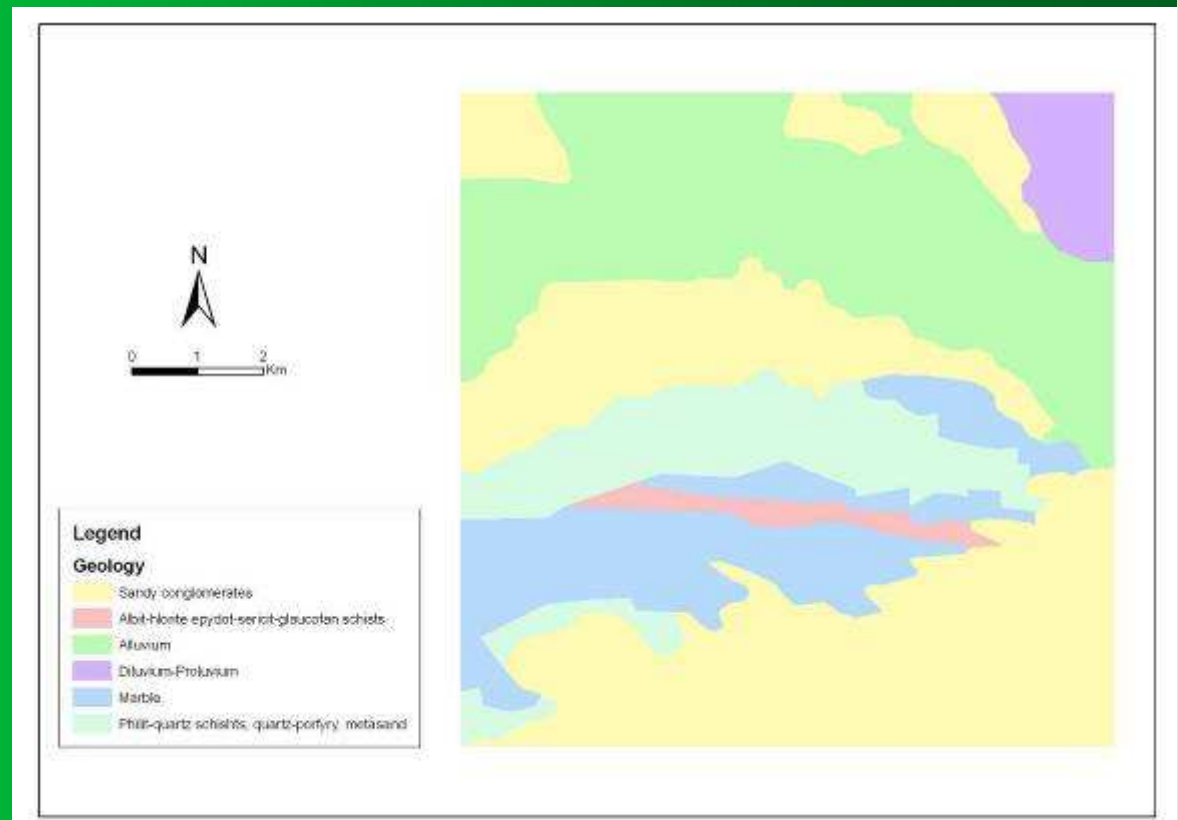 N
0 1 2
Km
Legend
Geology
Sandy conglomerates
Albit-hlorite epydot-sericit-glaucofan schists
Alluvium
Diluvium-Proluvium
Marble
Philit-quartz schishts, quartz-porfyry, metasand